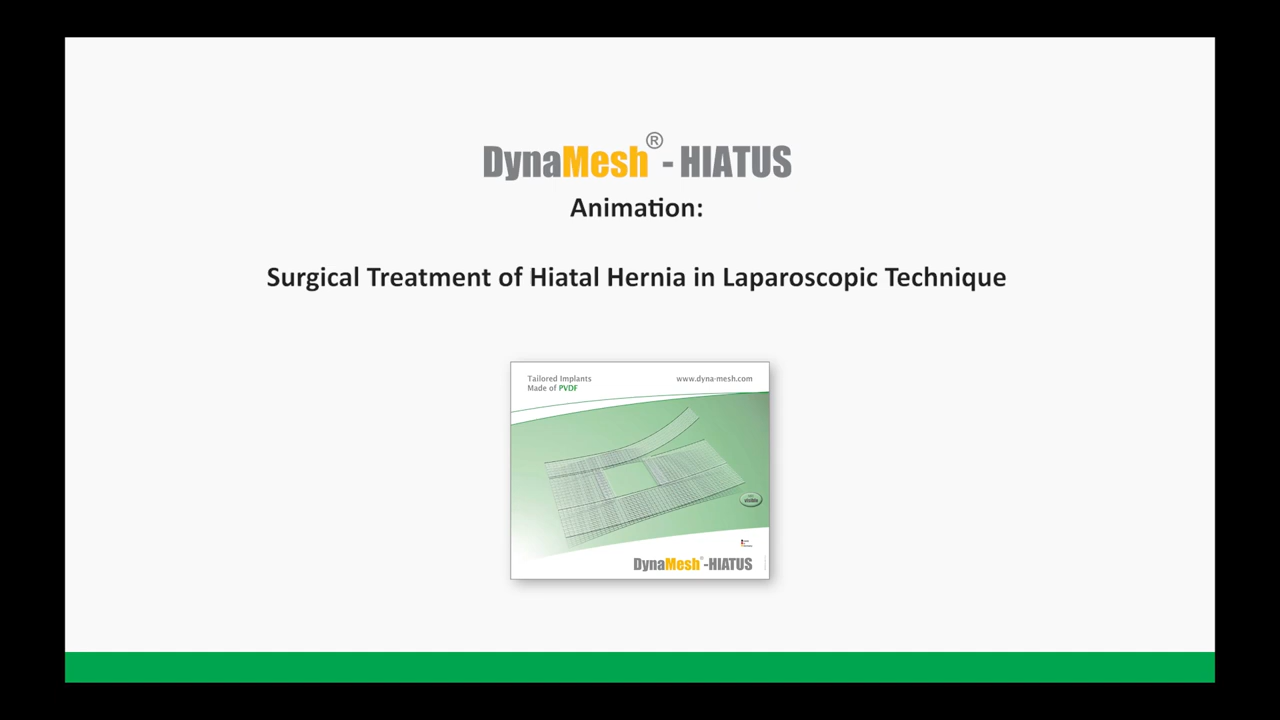 DynaMesh® - HIATUS
Animation:
Surgical Treatment of Hiatal Hernia in Laparoscopic Technique
Tailored Implants
Made of PVDF
www.dyna-mesh.com
visible
DynaMesh®-HIATUS